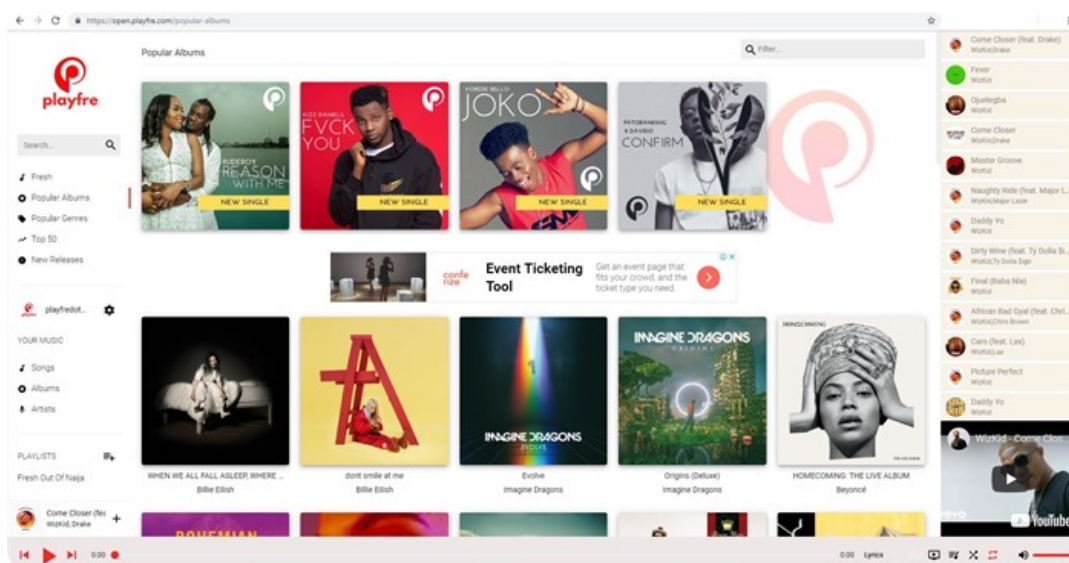 https://open.playfre.com/popular-albums
playfre
Search...
Fresh
Popular Albums
Popular Genres
Top 50
New Releases
playfredot...
YOUR MUSIC
Songs
Albums
Artists
PLAYLISTS
Fresh Out Of Naija
Come Closer (fea
WizKid, Drake
Popular Albums
Filter...
RUDEBOY
REASON
WITH ME
NEW SINGLE
KIZZ DANIEL
FVCK
YOU
NEW SINGLE
KOREDE BELLO
JOKO
NEW SINGLE
PATORANKING
X DAVIDO
CONFIRM
NEW SINGLE
confe
rize
Event Ticketing
Tool
Get an event page that
fits your crowd, and the
ticket type you need.
IMAGINE DRAGONS
EVOLVE
IMAGINE DRAGONS
ORIGINS
WHEN WE ALL FALL ASLEEP, WHERE ...
Billie Eilish
dont smile at me
Billie Eilish
Evolve
Imagine Dragons
Origins (Deluxe)
Imagine Dragons
HOMECOMING: THE LIVE ALBUM
Beyoncé
BOHEMIAN
Come Closer (feat. Drake)
WizKid,Drake
Fever
WizKid
Ojuelegba
WizKid
Come Closer
WizKid,Drake
Master Groove
WizKid
Naughty Ride (feat. Major L...
WizKid,Major Lazer
Daddy Yo
WizKid
Dirty Wine (feat. Ty Dolla Si...
WizKid,Ty Dolla Sign
Final (Baba Nla)
WizKid
African Bad Gyal (feat. Chri...
WizKid,Chris Brown
Caro (feat. Lax)
WizKid,Lax
Picture Perfect
WizKid
Daddy Yo
WizKid
WizKid - Come Clos...
vevo
YouTube
0:00
0:00
Lyrics